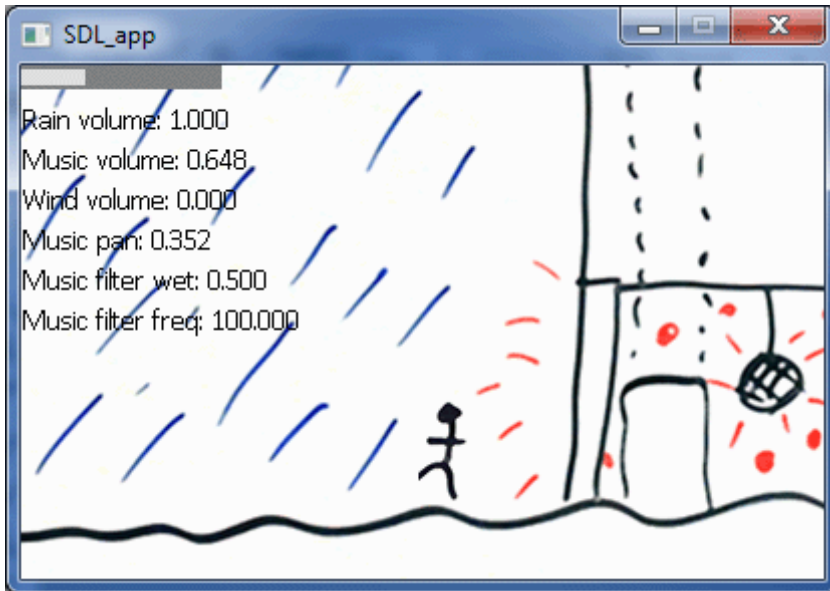 SDL_app
Rain volume: 1.000
Music volume: 0.648
Wind volume: 0.000
Music pan: 0.352
Music filter wet: 0.500
Music filter freq: 100.000